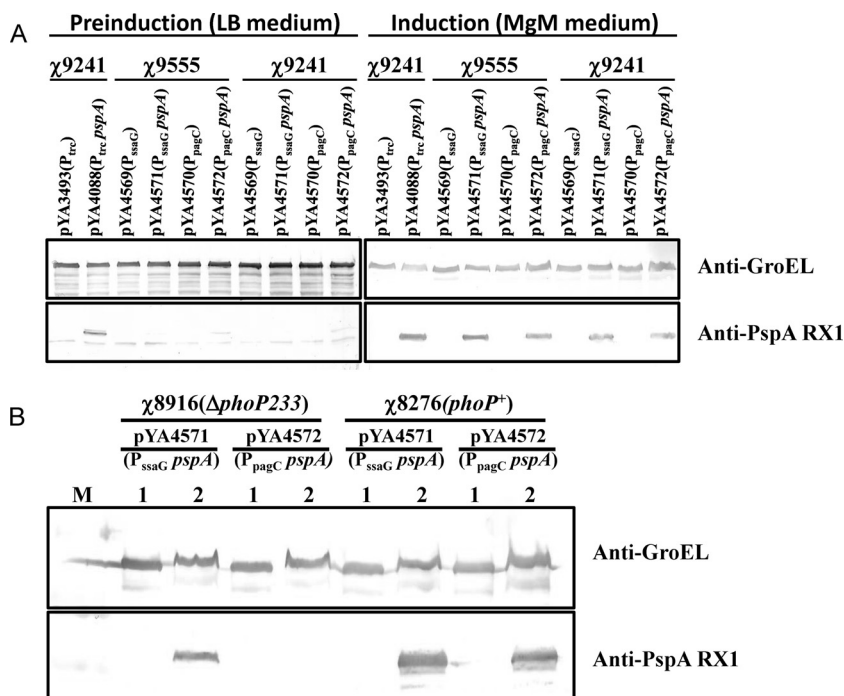 A
Preinduction (LB medium) Induction (MgM medium)
χ9241 χ9555 χ9241 χ9241 χ9555 χ9241
pYA3493(Ptrc)
pYA4088(Ptrc pspA)
pYA4569(PssaG)
pYA4571(PssaG pspA)
pYA4570(PpagC)
pYA4572(PpagC pspA)
pYA4569(PssaG)
pYA4571(PssaG pspA)
pYA4570(PpagC)
pYA4572(PpagC pspA)
pYA3493(Ptrc)
pYA4088(Ptrc pspA)
pYA4569(PssaG)
pYA4571(PssaG pspA)
pYA4570(PpagC)
pYA4572(PpagC pspA)
pYA4569(PssaG)
pYA4571(PssaG pspA)
pYA4570(PpagC)
pYA4572(PpagC pspA)
Anti-GroEL
Anti-PspA RX1
B
χ8916(ΔphoP233) χ8276(phoP+)
pYA4571 pYA4572 pYA4571 pYA4572
(PssaG pspA) (PpagC pspA) (PssaG pspA) (PpagC pspA)
M 1 2 1 2 1 2 1 2
Anti-GroEL
Anti-PspA RX1